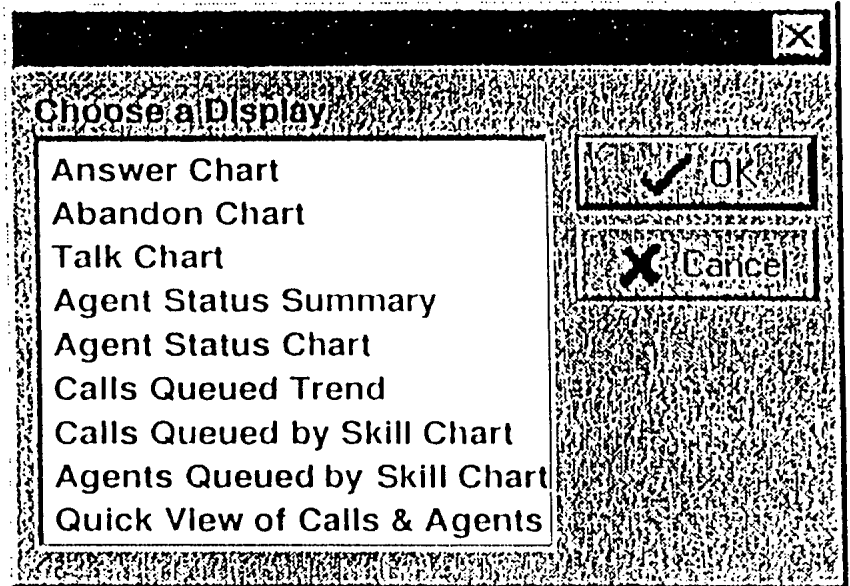 Choose a Display
Answer Chart
Abandon Chart
Talk Chart
Agent Status Summary
Agent Status Chart
Calls Queued Trend
Calls Queued by Skill Chart
Agents Queued by Skill Chart
Quick View of Calls & Agents
OK
Cancel